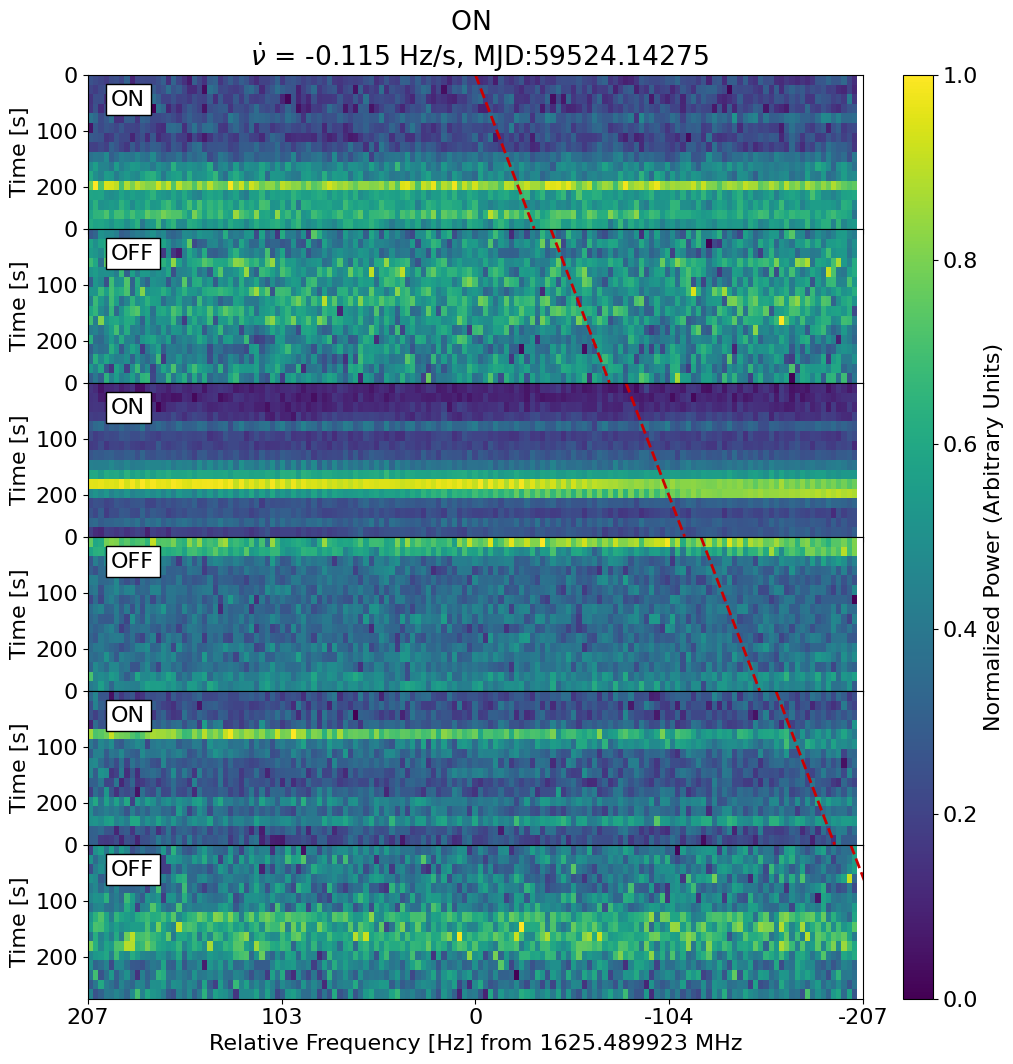 ON
ν̇ = -0.115 Hz/s, MJD:59524.14275
0
ON
100
Time [s]
200
0
OFF
100
Time [s]
200
0
ON
100
Time [s]
200
0
OFF
100
Time [s]
200
0
ON
100
Time [s]
200
0
OFF
100
Time [s]
200
207 103 0 -104 -207
Relative Frequency [Hz] from 1625.489923 MHz
1.0
0.8
0.6
0.4
0.2
0.0
Normalized Power (Arbitrary Units)